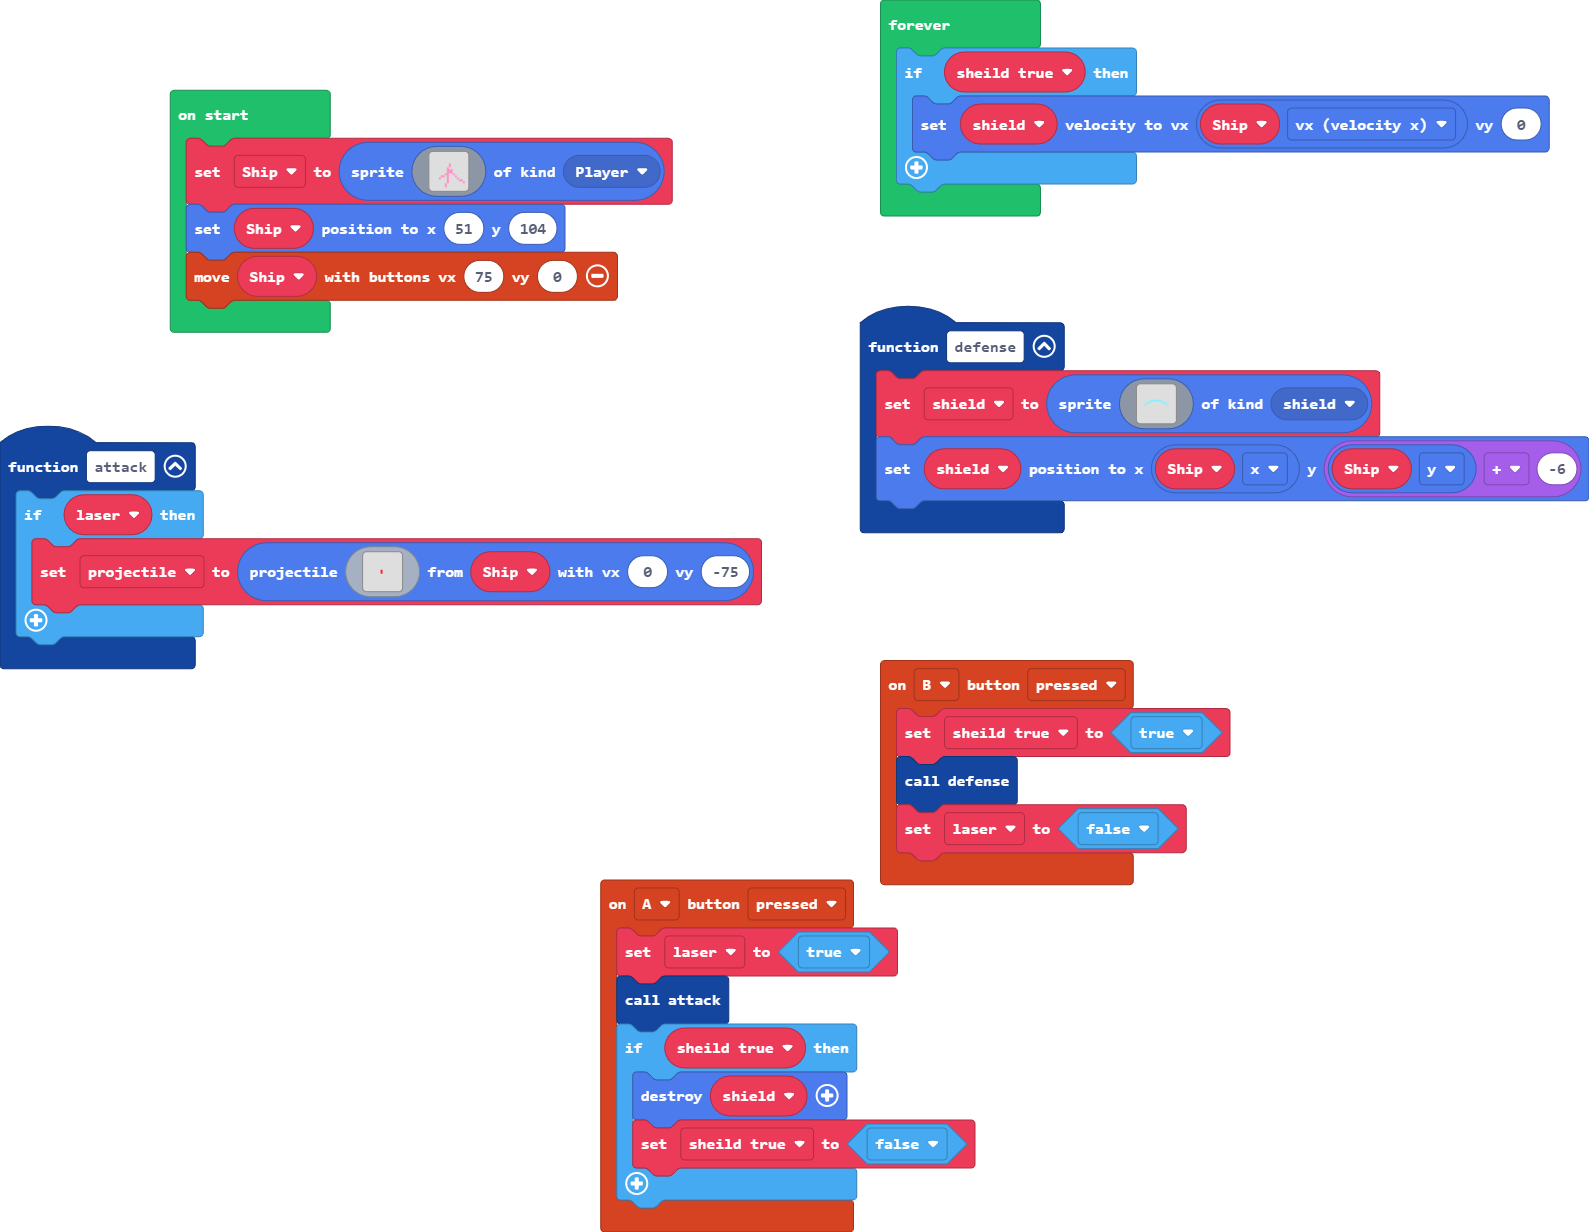 on start
set Ship to sprite of kind Player
set Ship position to x 51 y 104
move Ship with buttons vx 75 vy 0
forever
if sheild true then
set shield velocity to vx Ship vx (velocity x) vy 0
function defense
set shield to sprite of kind shield
set shield position to x Ship x y Ship y + -6
function attack
if laser then
set projectile to projectile from Ship with vx 0 vy -75
on B button pressed
set sheild true to true
call defense
set laser to false
on A button pressed
set laser to true
call attack
if sheild true then
destroy shield
set sheild true to false